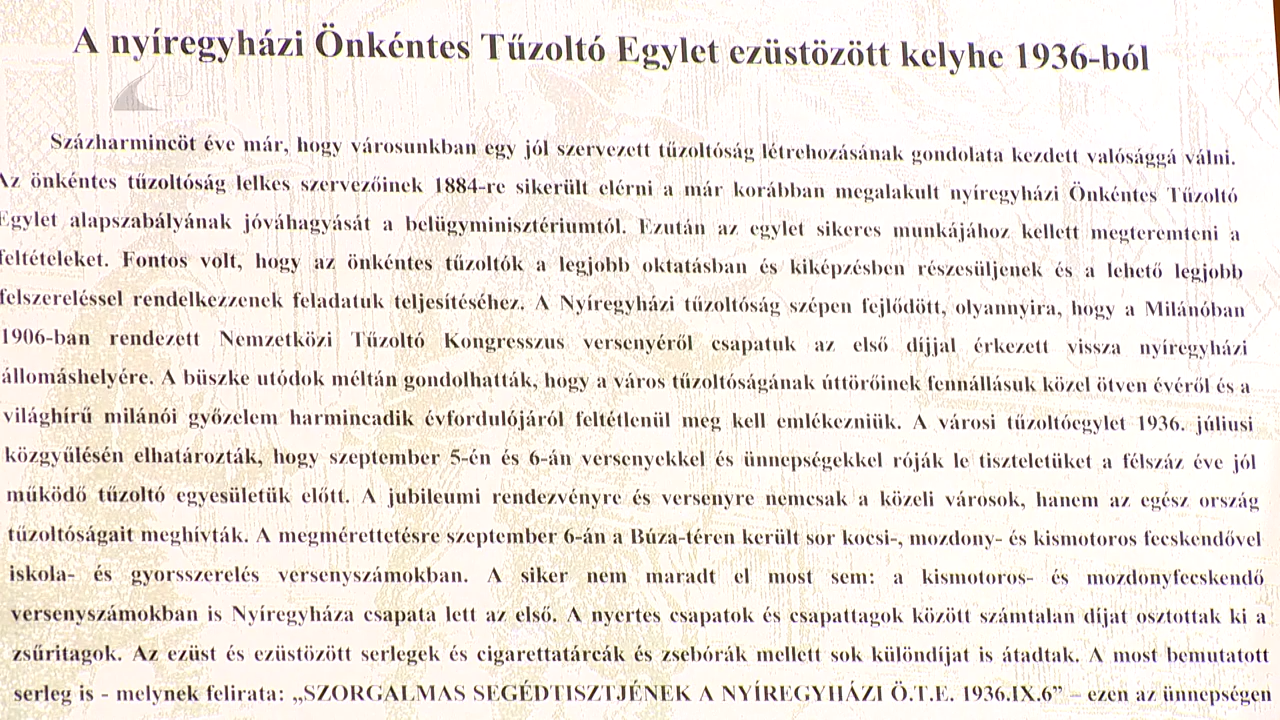 A nyíregyházi Önkéntes Tűzoltó Egylet ezüstözött kelyhe 1936-ból
Százharmincöt éve már, hogy városunkban egy jól szervezett tűzoltóság létrehozásának gondolata kezdett valósággá válni.
Az önkéntes tűzoltóság lelkes szervezőinek 1884-re sikerült elérni a már korábban megalakult nyíregyházi Önkéntes Tűzoltó
Egylet alapszabályának jóváhagyását a belügyminisztériumtól. Ezután az egylet sikeres munkájához kellett megteremteni a
feltételeket. Fontos volt, hogy az önkéntes tűzoltók a legjobb oktatásban és kiképzésben részesüljenek és a lehető legjobb
felszereléssel rendelkezzenek feladatuk teljesítéséhez. A Nyíregyházi tűzoltóság szépen fejlődött, olyannyira, hogy a Milánóban
1906-ban rendezett Nemzetközi Tűzoltó Kongresszus versenyéről csapatuk az első díjjal érkezett vissza nyíregyházi
állomáshelyére. A büszke utódok méltán gondolhatták, hogy a város tűzoltóságának úttörőinek fennállásuk közel ötven évéről és a
világhírű milánói győzelem harmincadik évfordulójáról feltétlenül meg kell emlékezniük. A városi tűzoltóegylet 1936. júliusi
közgyűlésén elhatározták, hogy szeptember 5-én és 6-án versenyekkel és ünnepségekkel róják le tiszteletüket a félszáz éve jól
működő tűzoltó egyesületük előtt. A jubileumi rendezvényre és versenyre nemcsak a közeli városok, hanem az egész ország
tűzoltóságait meghívták. A megmérettetésre szeptember 6-án a Búza-téren került sor kocsi-, mozdony- és kismotoros fecskendővel
iskola- és gyorsszerelés versenyszámokban. A siker nem maradt el most sem: a kismotoros- és mozdonyfecskendő
versenyszámokban is Nyíregyháza csapata lett az első. A nyertes csapatok és csapattagok között számtalan díjat osztottak ki a
zsűritagok. Az ezüst és ezüstözött serlegek és cigarettatárcák és zsebórák mellett sok különdíjat is átadtak. A most bemutatott
serleg is - melynek felirata: „SZORGALMAS SEGÉDTISZTJÉNEK A NYÍREGYHÁZI Ö.T.E. 1936.IX.6” – ezen az ünnepségen